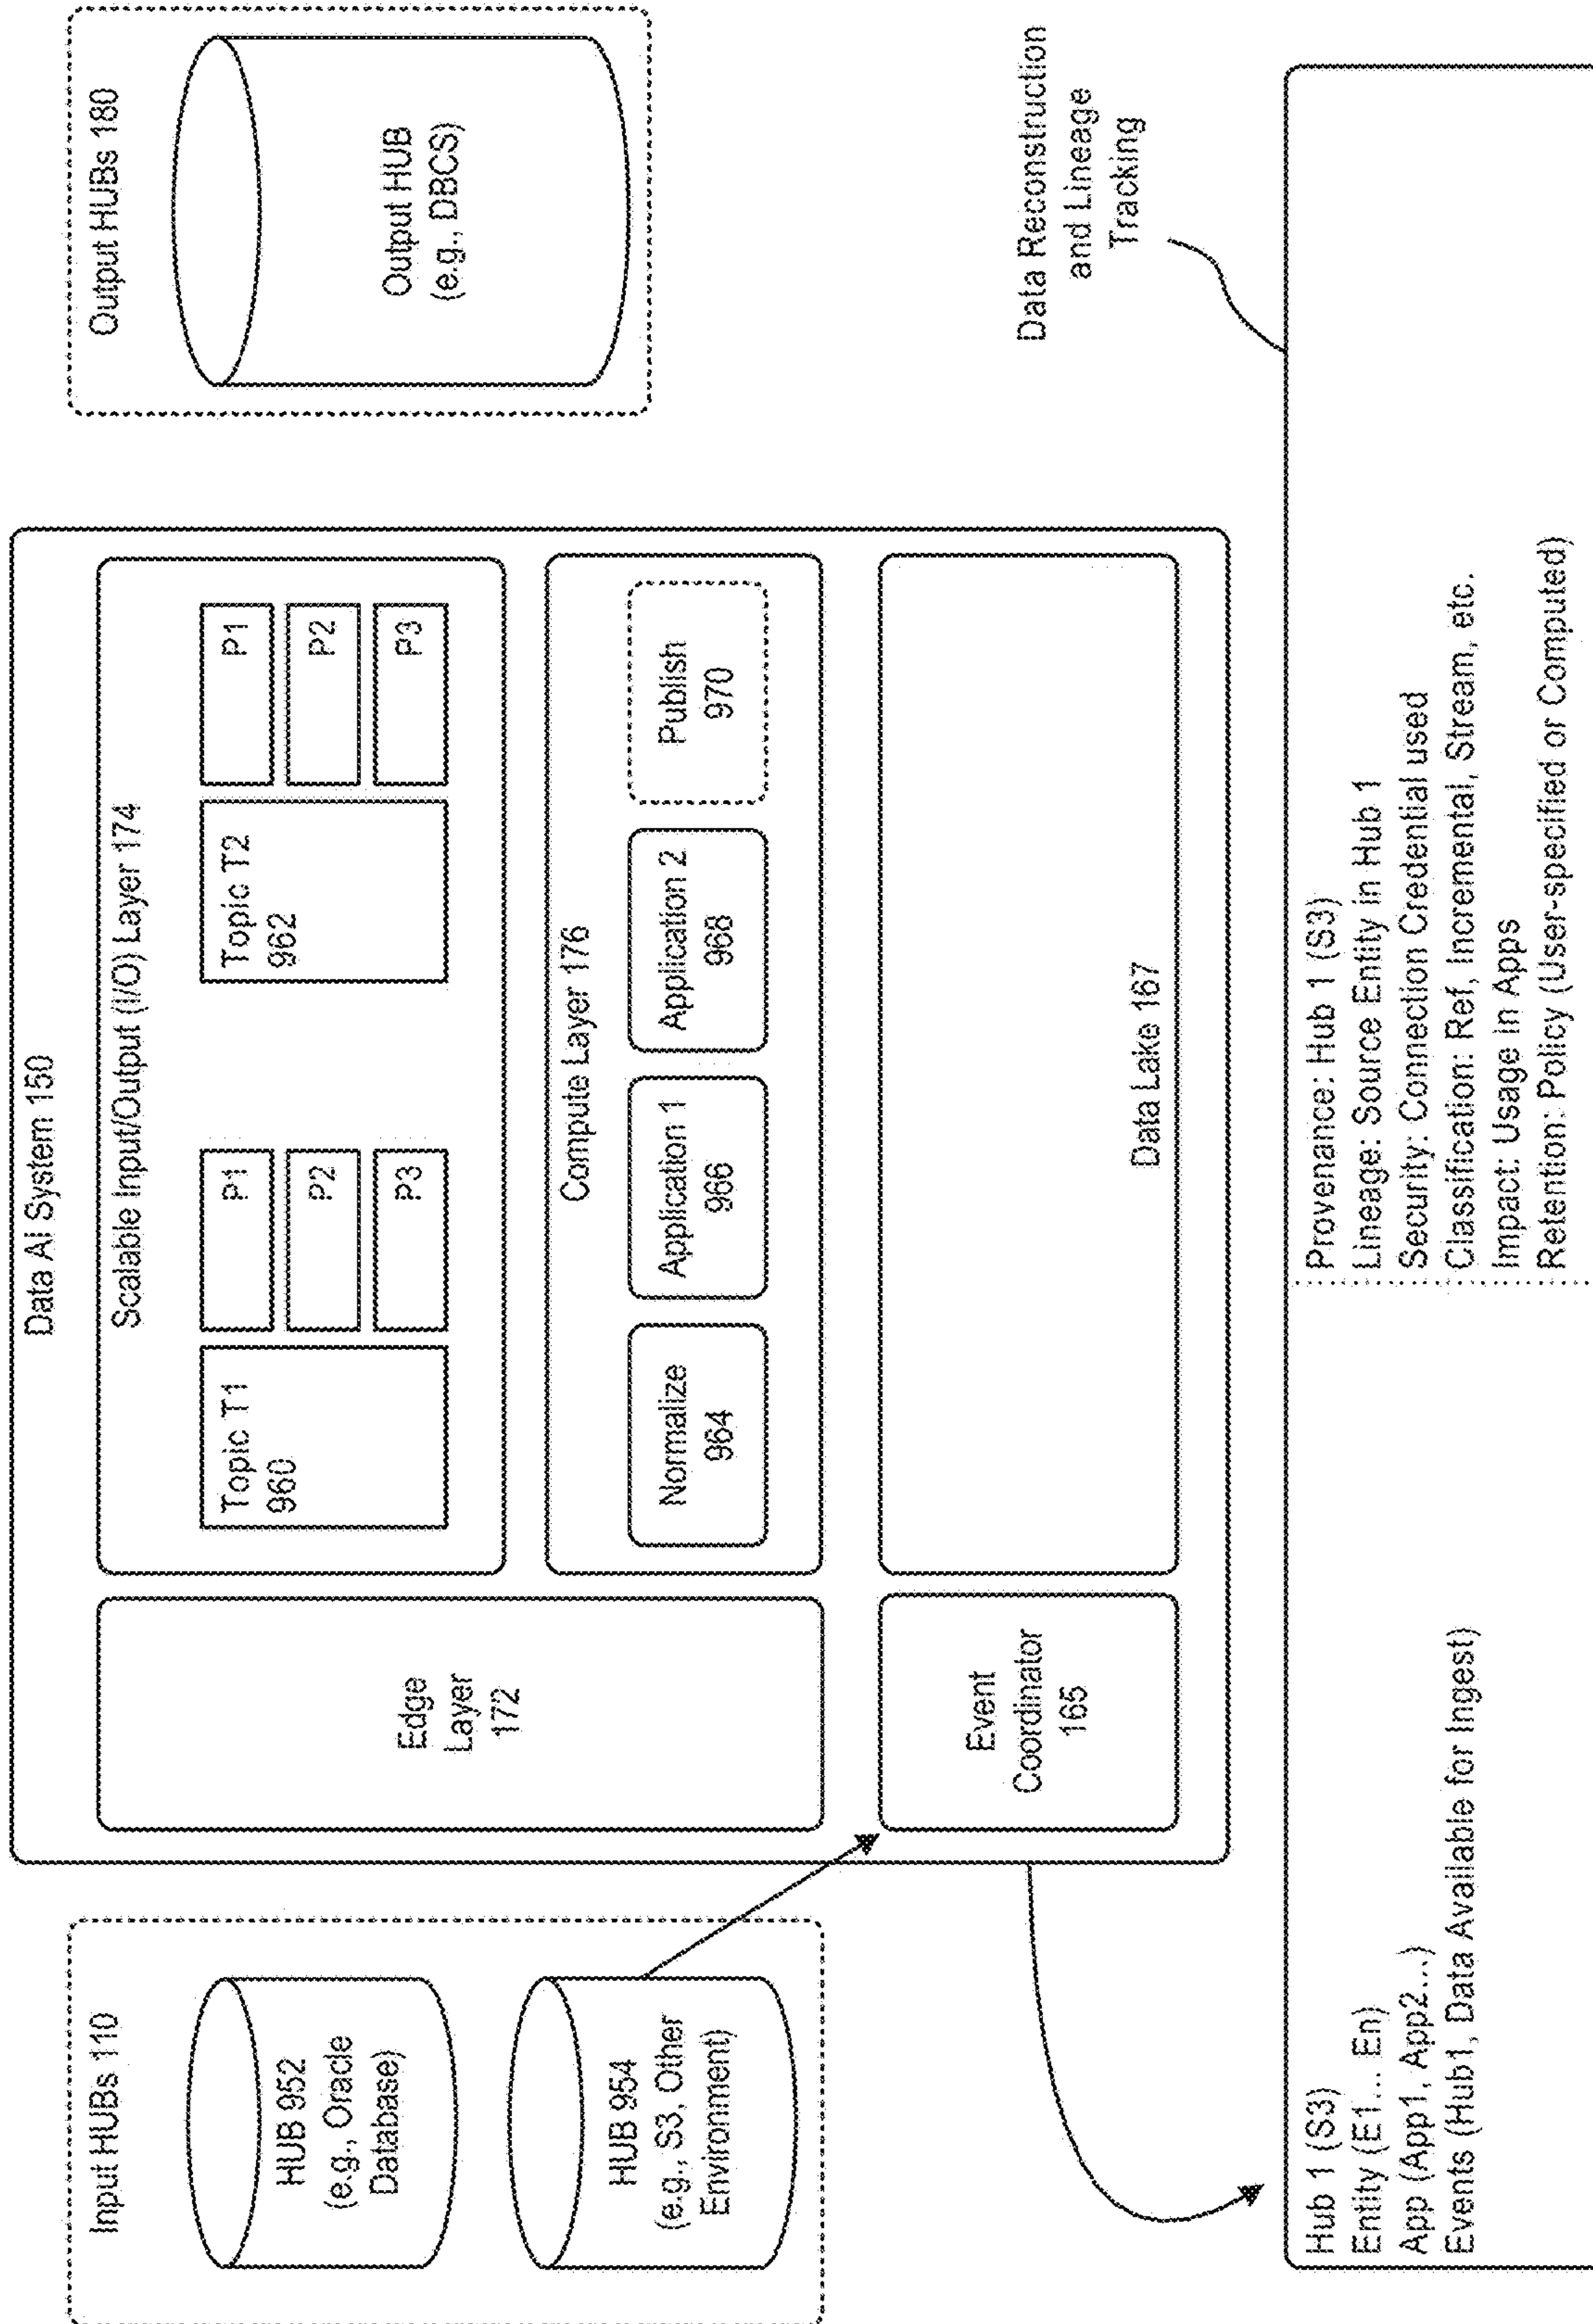 Data AI System 150
Input HUBs 110
HUB 952
(e.g., Oracle
Database)
HUB 954
(e.g., S3, Other
Environment)
Edge
Layer
172
Scalable Input/Output (I/O) Layer 174
Topic T1
960
P1
P2
P3
Topic T2
962
P1
P2
P3
Compute Layer 176
Normalize
964
Application 1
966
Application 2
968
Publish
970
Event
Coordinator
165
Data Lake 167
Output HUBs 180
Output HUB
(e.g., DBCS)
Data Reconstruction
and Lineage
Tracking
Hub 1 (S3)
Entity (E1... En)
App (App1, App2...)
Events (Hub1, Data Available for Ingest)
Provenance: Hub 1 (S3)
Lineage: Source Entity in Hub 1
Security: Connection Credential used
Classification: Ref, Incremental, Stream, etc.
Impact: Usage in Apps
Retention: Policy (User-specified or Computed)